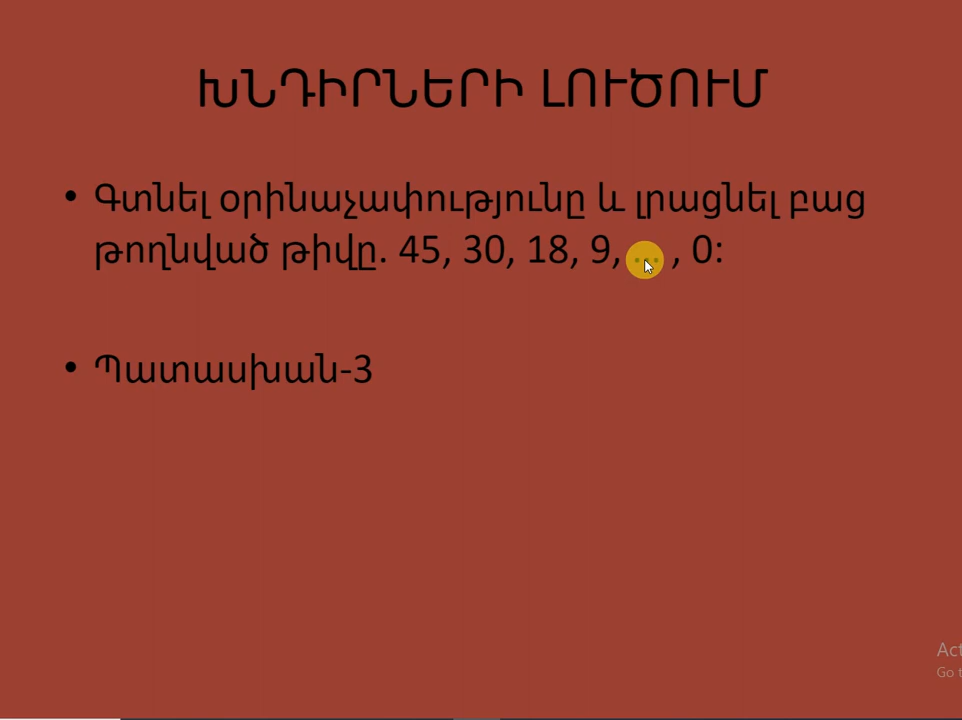 ԽՆԴԻՐՆԵՐԻ ԼՈՒԾՈՒՄ
• Գտնել օրինաչափությունը և լրացնել բաց
թողնված թիվը. 45, 30, 18, 9, ... , 0:
• Պատասխան-3